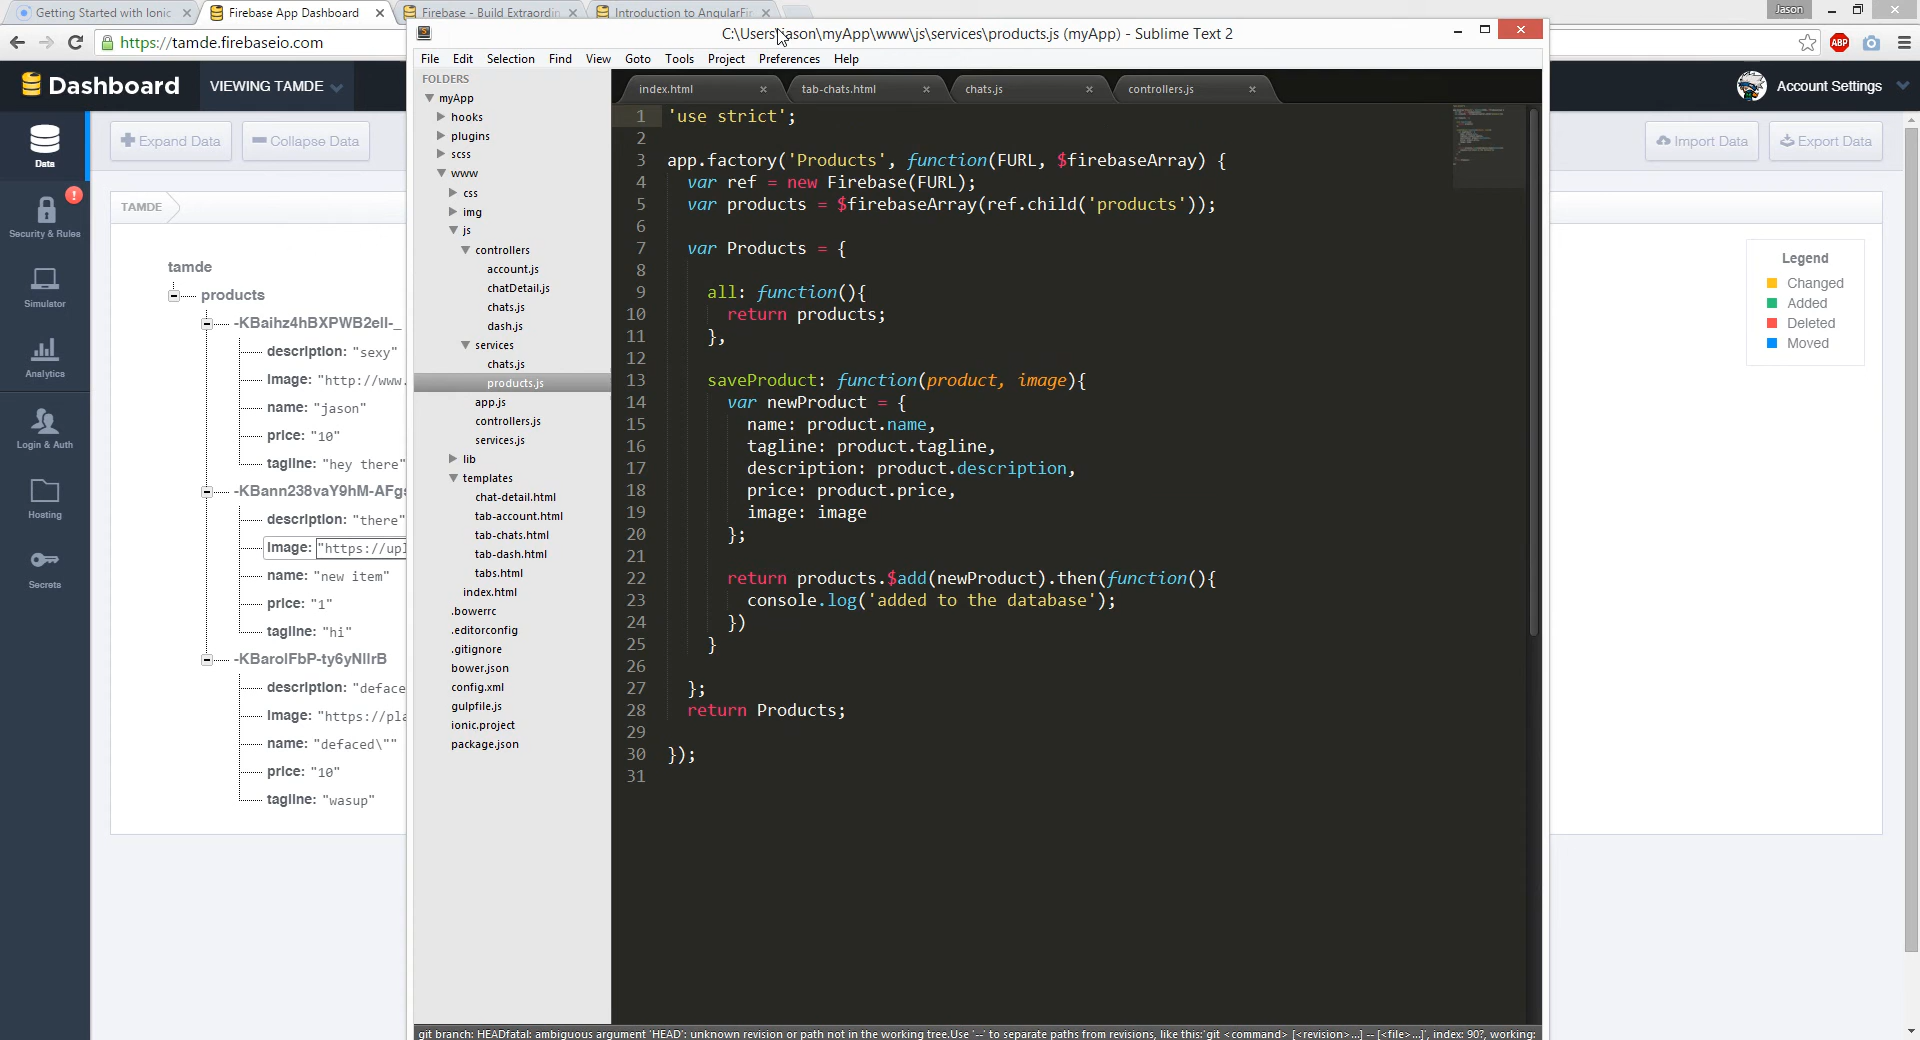 Getting Started with Ionic
Firebase App Dashboard
Firebase - Build Extraordin
Introduction to AngularFir
Jason
https://tamde.firebaseio.com
ABP
Dashboard
VIEWING TAMDE
Account Settings
Data
Security & Rules
Simulator
Analytics
Login & Auth
Hosting
Secrets
Expand Data
Collapse Data
Import Data
Export Data
TAMDE
tamde
products
-KBaihz4hBXPWB2eIl-_
description: "sexy"
image: "http://www.
name: "jason"
price: "10"
tagline: "hey there"
-KBann238vaY9hM-AFgs
description: "there"
image: "https://upl
name: "new item"
price: "1"
tagline: "hi"
-KBarolFbP-ty6yNIlrB
description: "deface
image: "https://pla
name: "defaced\""
price: "10"
tagline: "wasup"
Legend
Changed
Added
Deleted
Moved
C:\Users\jason\myApp\www\js\services\products.js (myApp) - Sublime Text 2
File Edit Selection Find View Goto Tools Project Preferences Help
FOLDERS
myApp
hooks
plugins
scss
www
css
img
js
controllers
account.js
chatDetail.js
chats.js
dash.js
services
chats.js
products.js
app.js
controllers.js
services.js
lib
templates
chat-detail.html
tab-account.html
tab-chats.html
tab-dash.html
tabs.html
index.html
.bowerrc
.editorconfig
.gitignore
bower.json
config.xml
gulpfile.js
ionic.project
package.json
index.html
tab-chats.html
chats.js
controllers.js
1 'use strict';
2
3 app.factory('Products', function(FURL, $firebaseArray) {
4 var ref = new Firebase(FURL);
5 var products = $firebaseArray(ref.child('products'));
6
7 var Products = {
8
9 all: function(){
10 return products;
11 },
12
13 saveProduct: function(product, image){
14 var newProduct = {
15 name: product.name,
16 tagline: product.tagline,
17 description: product.description,
18 price: product.price,
19 image: image
20 };
21
22 return products.$add(newProduct).then(function(){
23 console.log('added to the database');
24 })
25 }
26
27 };
28 return Products;
29
30 });
31
git branch: HEADfatal: ambiguous argument 'HEAD': unknown revision or path not in the working tree.Use '--' to separate paths from revisions, like this:'git <command> [<revision>...] -- [<file>...]', index: 90?, working: